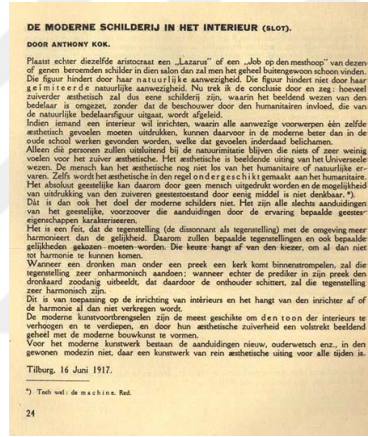 DE MODERNE SCHILDERIJ IN HET INTERIEUR (SLOT).
DOOR ANTHONY KOK.
Plaatst echter diezelfde aristocraat een „Lazarus” of een „Job op den mesthoop” van dezen
of genen beroemden schilder in dien salon dan zal men het geheel buitengewoon schoon vinden.
Die figuur hindert door haar natuurlijke aanwezigheid. Die figuur hindert niet door haar
geïmiteerde natuurlijke aanwezigheid. Nu trek ik de conclusie door en zeg: hoeveel
zuiverder æsthetisch zal dus eene schilderij zijn, waarin het beeldend wezen van den
bedelaar is omgezet, zonder dat de beschouwer door den humanitairen invloed, die van
de natuurlijke bedelaarsfiguur uitgaat, wordt afgeleid.
Indien iemand een interieur wil inrichten, waarin alle aanwezige voorwerpen één zelfde
æsthetisch gevoelen moeten uitdrukken, kunnen daarvoor in de moderne beter dan in de
oude school werken gevonden worden, welke dat gevoelen inderdaad belichamen.
Alleen dié personen zullen uitsluitend bij de natuurimitatie blijven die niets of zeer weinig
voelen voor het zuiver æsthetische. Het æsthetische is beeldende uiting van het Universeele
wezen. De mensch kan het æsthetische nog niet los van het humanitaire of natuurlijke er-
varen. Zelfs wordt het æsthetische in den regel ondergeschikt gemaakt aan het humanitaire.
Het absoluut geestelijke kan daarom door geen mensch uitgedrukt worden en de mogelijkheid
van uitdrukking van den zuiveren geestestoestand door eenig middel is niet denkbaar. *).
Dàt is dan ook het doel der moderne schilders niet. Het zijn alle slechts aanduidingen
van het geestelijke, voorzoover die aanduidingen door de ervaring bepaalde geestes-
eigenschappen karakteriseeren.
Het is een feit, dat de tegenstelling (de dissonant als tegenstelling) met de omgeving meer
harmonieert dan de gelijkheid. Daarom zullen bepaalde tegenstellingen en ook bepaalde
gelijkheden gekozen moeten worden. Die keuze hangt af van den kiezer, om al dan niet
tot harmonie te kunnen komen.
Wanneer een dronken man onder een preek een kerk komt binnenstrompelen, zal die
tegenstelling zeer onharmonisch aandoen; wanneer echter de prediker in zijn preek den
dronkaard zoodanig uitbeeldt, dat daardoor de onthouder schittert, zal die tegenstelling
zeer harmonisch zijn.
Dit is van toepassing op de inrichting van intérieurs en het hangt van den inrichter af of
de harmonie al dan niet verkregen wordt.
De moderne kunstvoortbrengselen zijn de meest geschikte om den toon der interieurs te
verhoogen en te verdiepen, en door hun æsthetische zuiverheid een volstrekt beeldend
geheel met de moderne bouwkunst te vormen.
Voor het moderne kunstwerk bestaan de aanduidingen nieuw, ouderwetsch enz., in den
gewonen modezin niet, daar een kunstwerk van rein æsthetische uiting voor alle tijden is.
Tilburg, 16 Juni 1917.
*) Toch wel: de machine. Red.
24